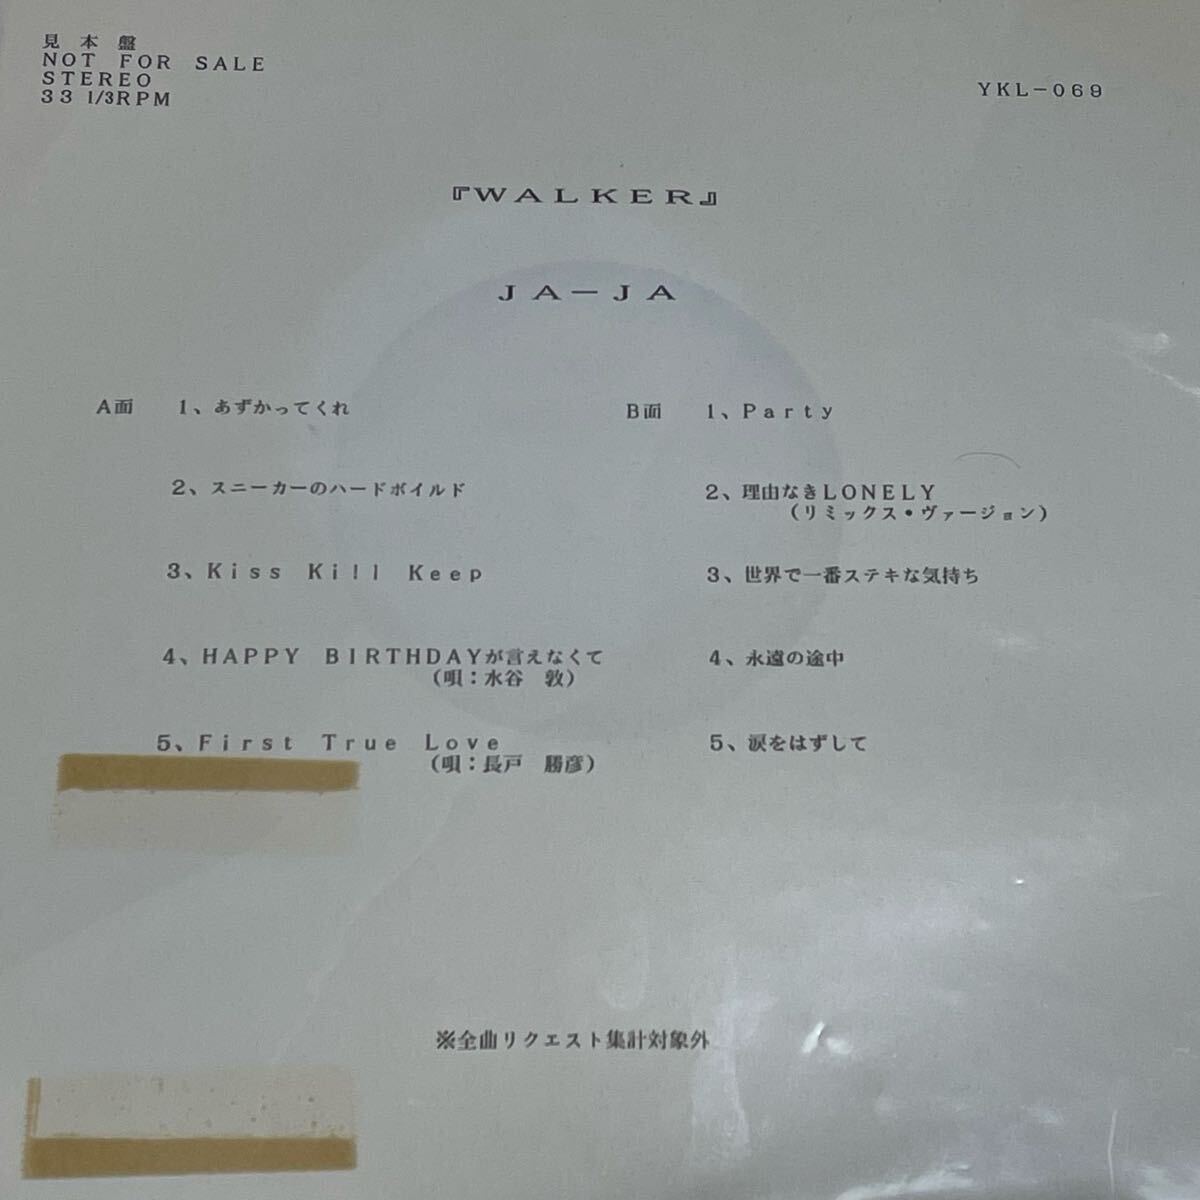 見本盤
NOT FOR SALE
STEREO
33 1/3RPM
YKL-069
『WALKER』
JA-JA
A面 1、あずかってくれ
2、スニーカーのハードボイルド
3、Kiss Kill Keep
4、HAPPY BIRTHDAYが言えなくて
(唄：水谷 敦)
5、First True Love
(唄：長戸 勝彦)
B面 1、Party
2、理由なきLONELY
(リミックス・ヴァージョン)
3、世界で一番ステキな気持ち
4、永遠の途中
5、涙をはずして
※全曲リクエスト集計対象外